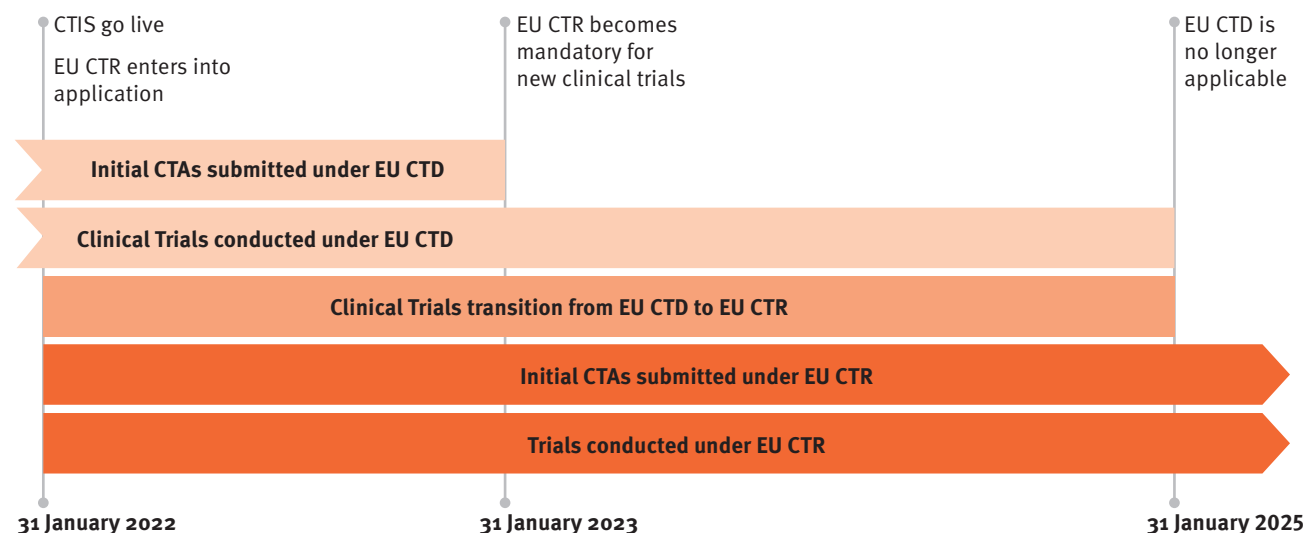 CTIS go live
EU CTR enters into
application
EU CTR becomes
mandatory for
new clinical trials
EU CTD is
no longer
applicable
Initial CTAs submitted under EU CTD
Clinical Trials conducted under EU CTD
Clinical Trials transition from EU CTD to EU CTR
Initial CTAs submitted under EU CTR
Trials conducted under EU CTR
31 January 2022
31 January 2023
31 January 2025